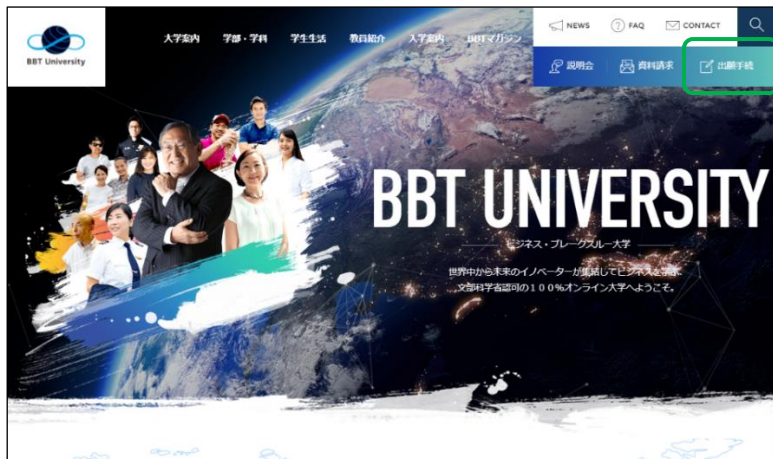 BBT University
大学案内 学部・学科 学生生活 教員紹介 入学案内 BBTマガジン
NEWS FAQ CONTACT
説明会 資料請求 出願手続
BBT UNIVERSITY
ビジネス・ブレークスルー大学
世界中から未来のイノベーターが集結してビジネスを学ぶ、
文部科学省認可の１００％オンライン大学へようこそ。